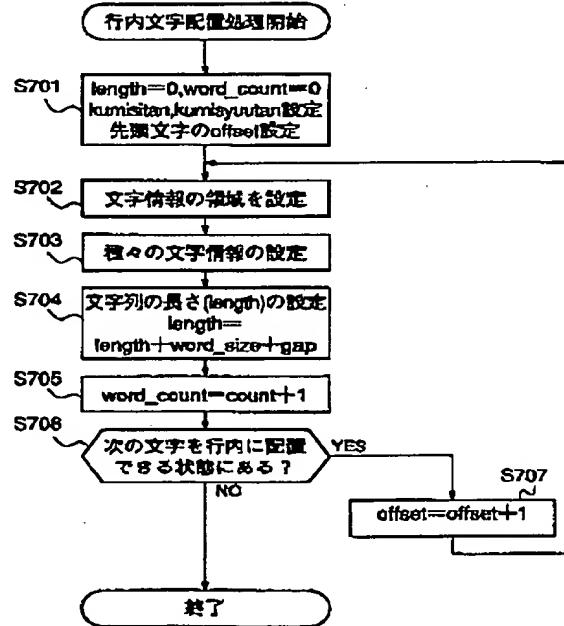 行内文字配置処理開始
S701
length=0,word_count=0
kumisitan,kumisyuutan設定
先頭文字のoffset設定
S702
文字情報の領域を設定
S703
種々の文字情報の設定
S704
文字列の長さ(length)の設定
length=
length+word_size+gap
S705
word_count=count+1
S706
次の文字を行内に配置
できる状態にある？
YES
NO
S707
offset=offset+1
終了